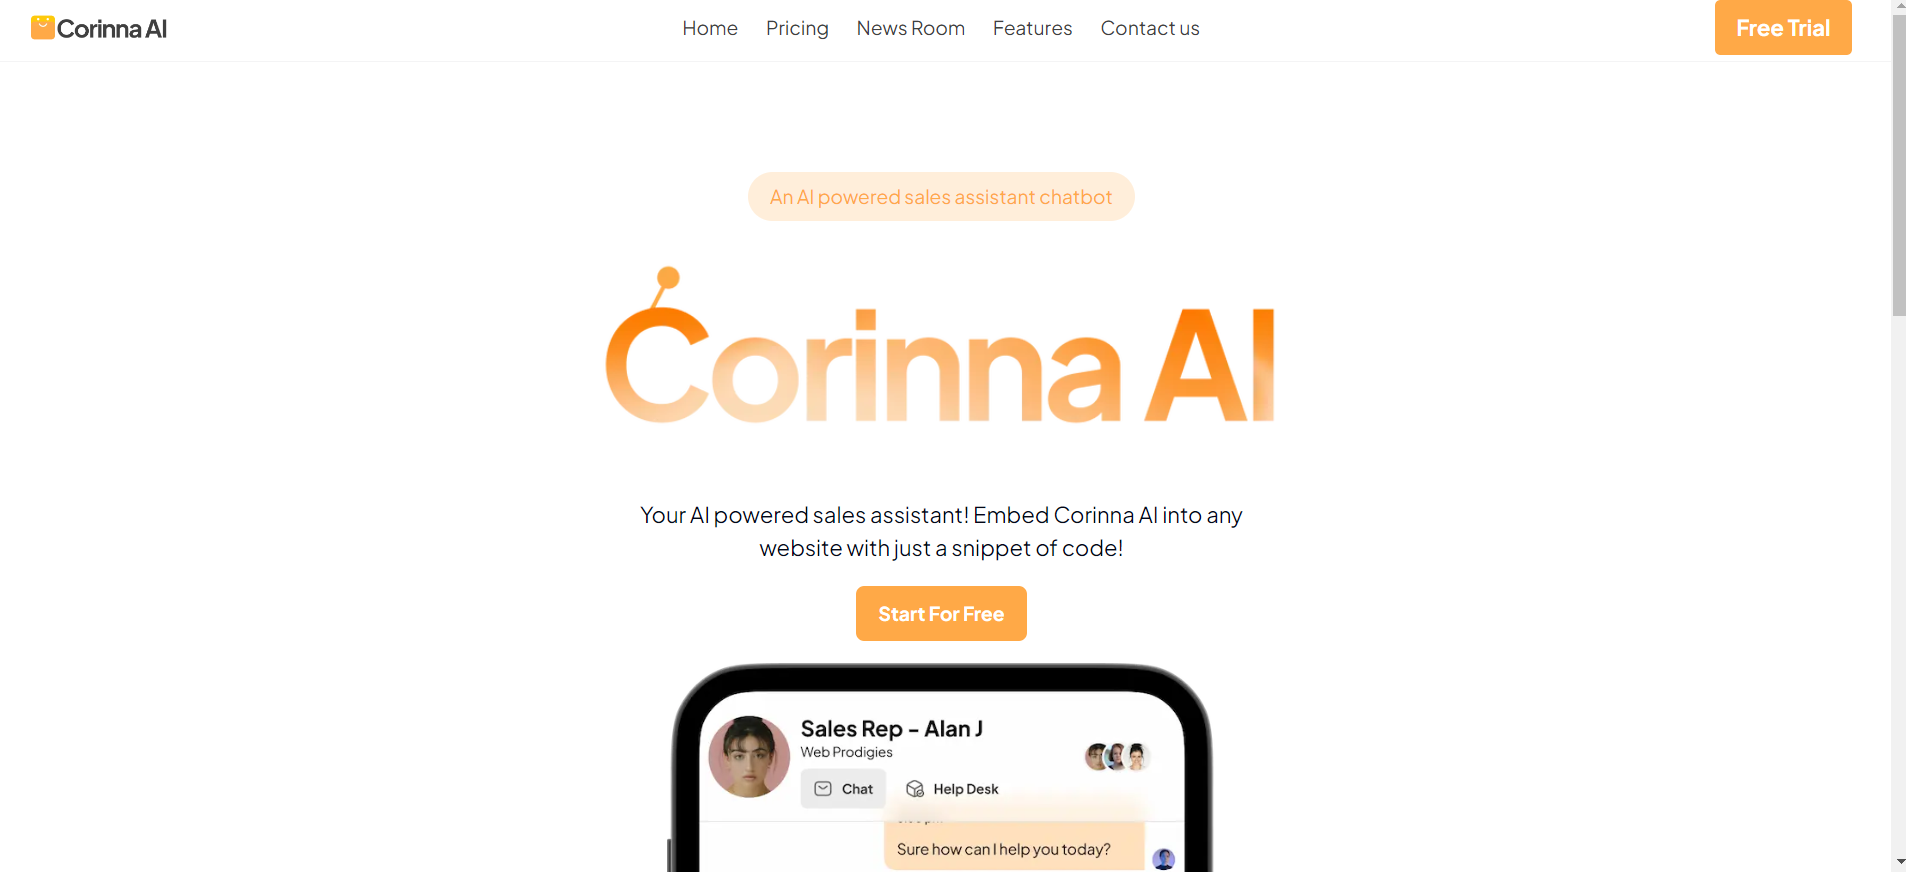 Corinna AI
Home
Pricing
News Room
Features
Contact us
Free Trial
An AI powered sales assistant chatbot
Corinna AI
Your AI powered sales assistant! Embed Corinna AI into any
website with just a snippet of code!
Start For Free
Sales Rep - Alan J
Web Prodigies
Chat
Help Desk
Sure how can I help you today?